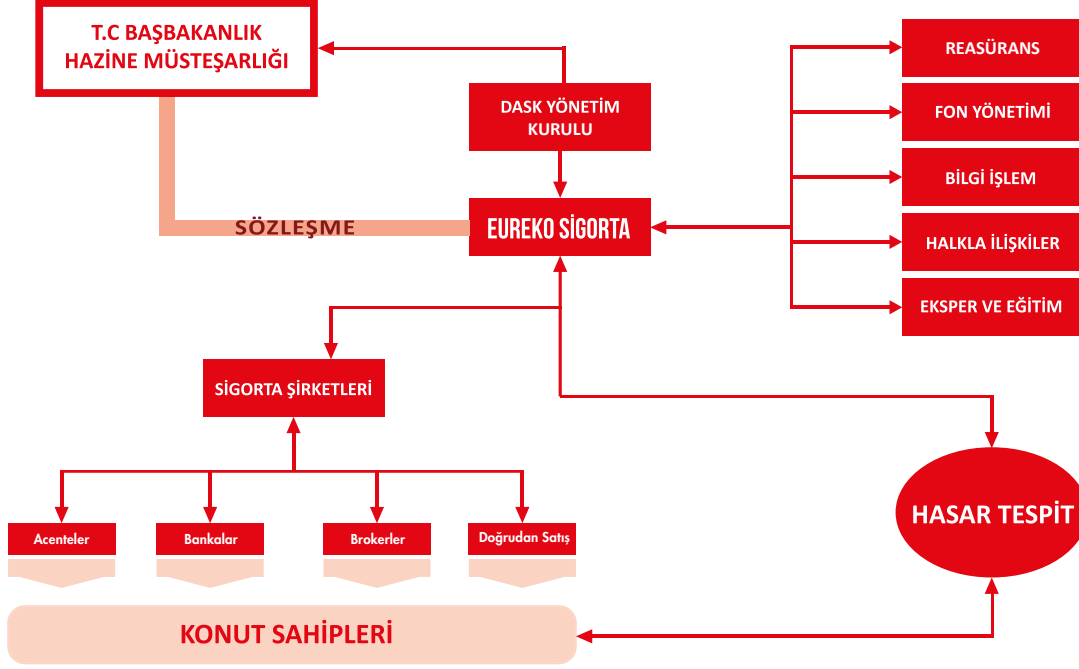 T.C BAŞBAKANLIK
HAZİNE MÜSTEŞARLIĞI
DASK YÖNETİM
KURULU
SÖZLEŞME
EUREKO SİGORTA
REASÜRANS
FON YÖNETİMİ
BİLGİ İŞLEM
HALKLA İLİŞKİLER
EKSPER VE EĞİTİM
SİGORTA ŞİRKETLERİ
Acenteler
Bankalar
Brokerler
Doğrudan Satış
HASAR TESPİT
KONUT SAHİPLERİ